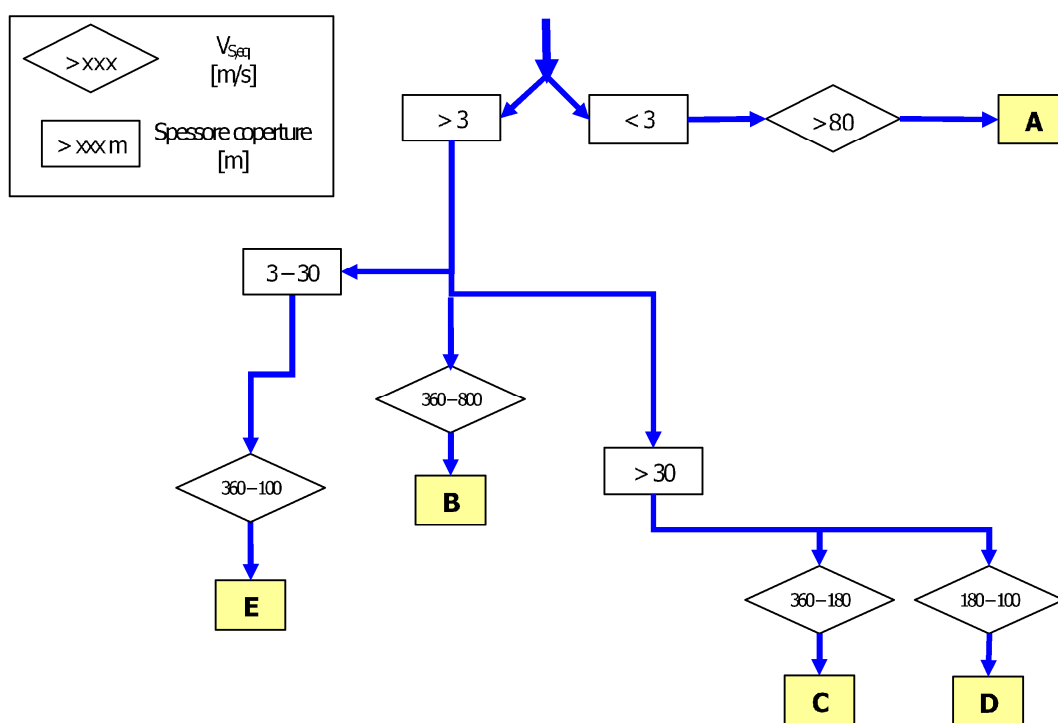 >xxx
VS,eq
[m/s]
> xxx m
Spessore coperture
[m]
> 3
< 3
>80
A
3 – 30
360 – 800
B
360 – 100
E
> 30
360 – 180
180 – 100
C
D